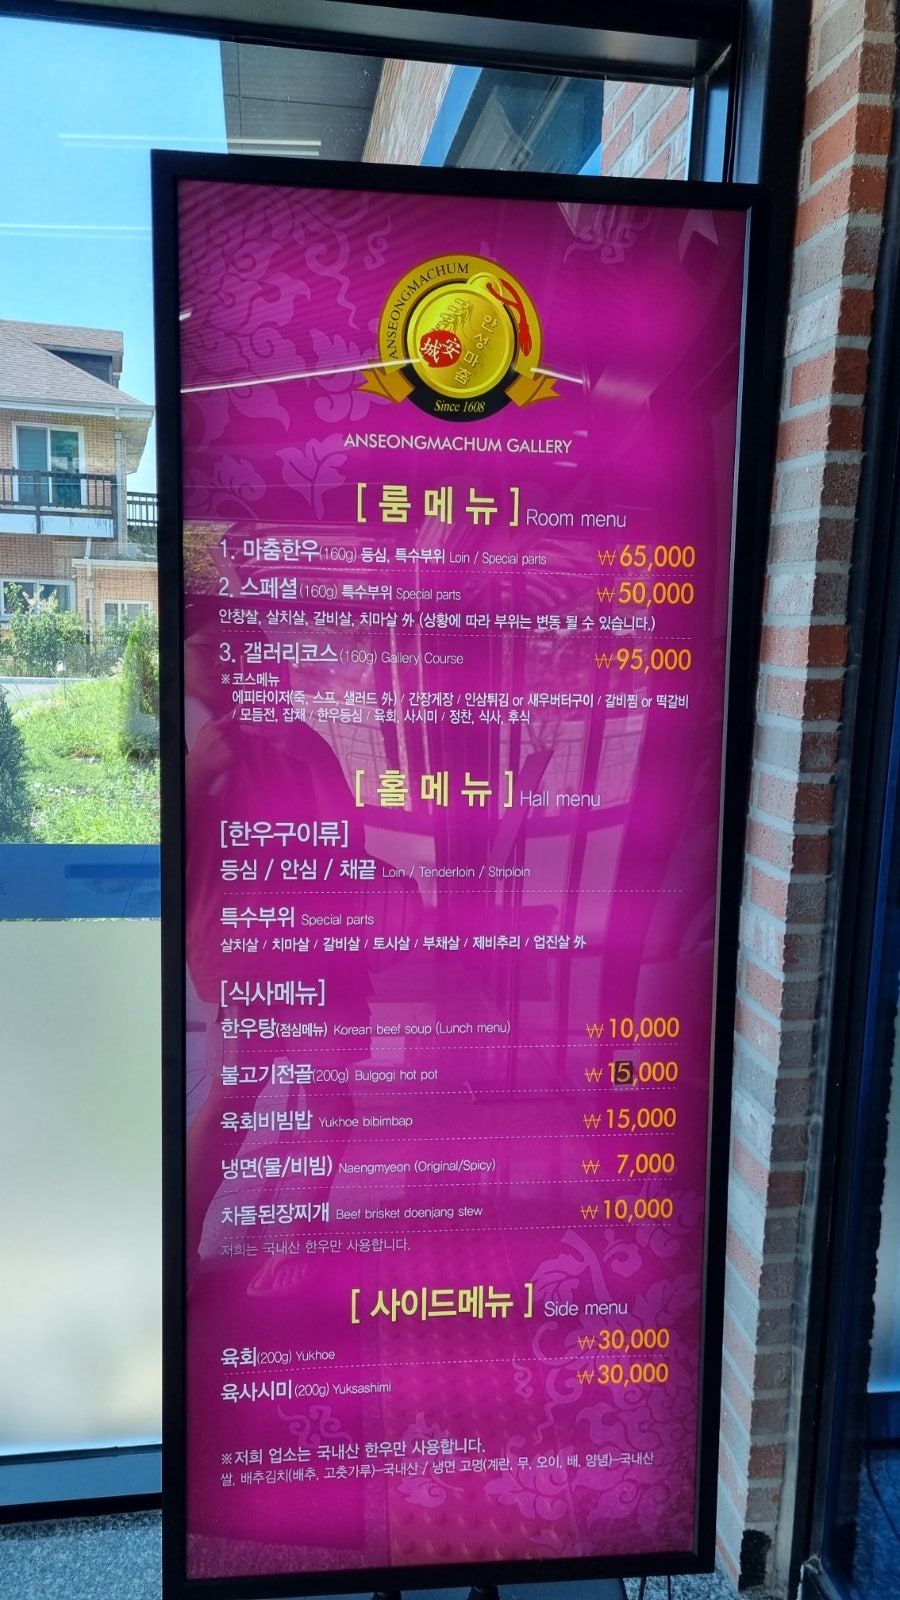 ANSEONGMACHUM
안성마춤
城安
Since 1608
ANSEONGMACHUM GALLERY
[ 룸 메 뉴 ] Room menu
1. 마춤한우(160g) 등심, 특수부위 Loin / Special parts ₩65,000
2. 스페셜(160g) 특수부위 Special parts ₩50,000
안창살, 살치살, 갈비살, 치마살 外 (상황에 따라 부위는 변동 될 수 있습니다.)
3. 갤러리코스(160g) Gallery Course ₩95,000
※코스메뉴
에피타이저(죽, 스프, 샐러드 外) / 간장게장 / 인삼튀김 or 새우버터구이 / 갈비찜 or 떡갈비
/ 모듬전, 잡채 / 한우등심 / 육회, 사시미 / 정찬, 식사, 후식
[ 홀 메 뉴 ] Hall menu
[한우구이류]
등심 / 안심 / 채끝 Loin / Tenderloin / Striploin
특수부위 Special parts
살치살 / 치마살 / 갈비살 / 토시살 / 부채살 / 제비추리 / 업진살 外
[식사메뉴]
한우탕(점심메뉴) Korean beef soup (Lunch menu) ₩10,000
불고기전골(200g) Bulgogi hot pot ₩15,000
육회비빔밥 Yukhoe bibimbap ₩15,000
냉면(물/비빔) Naengmyeon (Original/Spicy) ₩ 7,000
차돌된장찌개 Beef brisket doenjang stew ₩10,000
저희는 국내산 한우만 사용합니다.
[ 사이드메뉴 ] Side menu
육회(200g) Yukhoe ₩30,000
육사시미(200g) Yuksashimi ₩30,000
※저희 업소는 국내산 한우만 사용합니다.
쌀, 배추김치(배추, 고춧가루)–국내산 / 냉면 고명(계란, 무, 오이, 배, 양념)–국내산